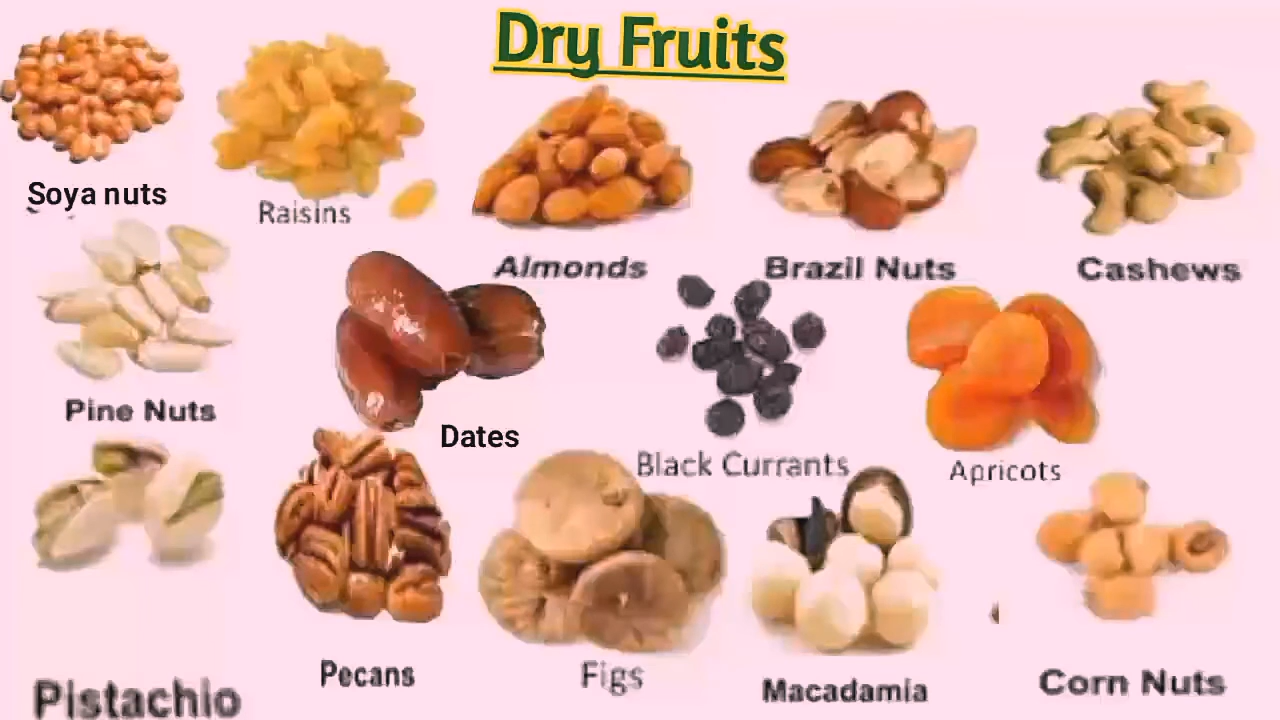 Dry Fruits
Soya nuts
Raisins
Almonds
Brazil Nuts
Cashews
Pine Nuts
Dates
Black Currants
Apricots
Pistachio
Pecans
Figs
Macadamia
Corn Nuts